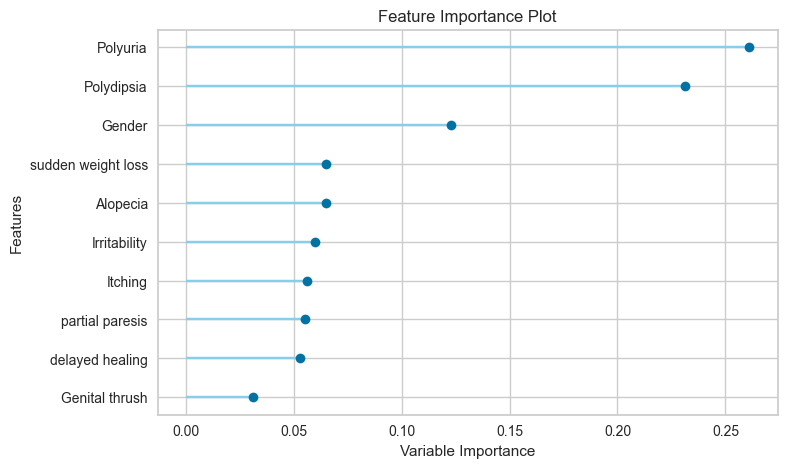 Feature Importance Plot
Polyuria
Polydipsia
Gender
sudden weight loss
Alopecia
Irritability
Itching
partial paresis
delayed healing
Genital thrush
Features
0.00 0.05 0.10 0.15 0.20 0.25
Variable Importance